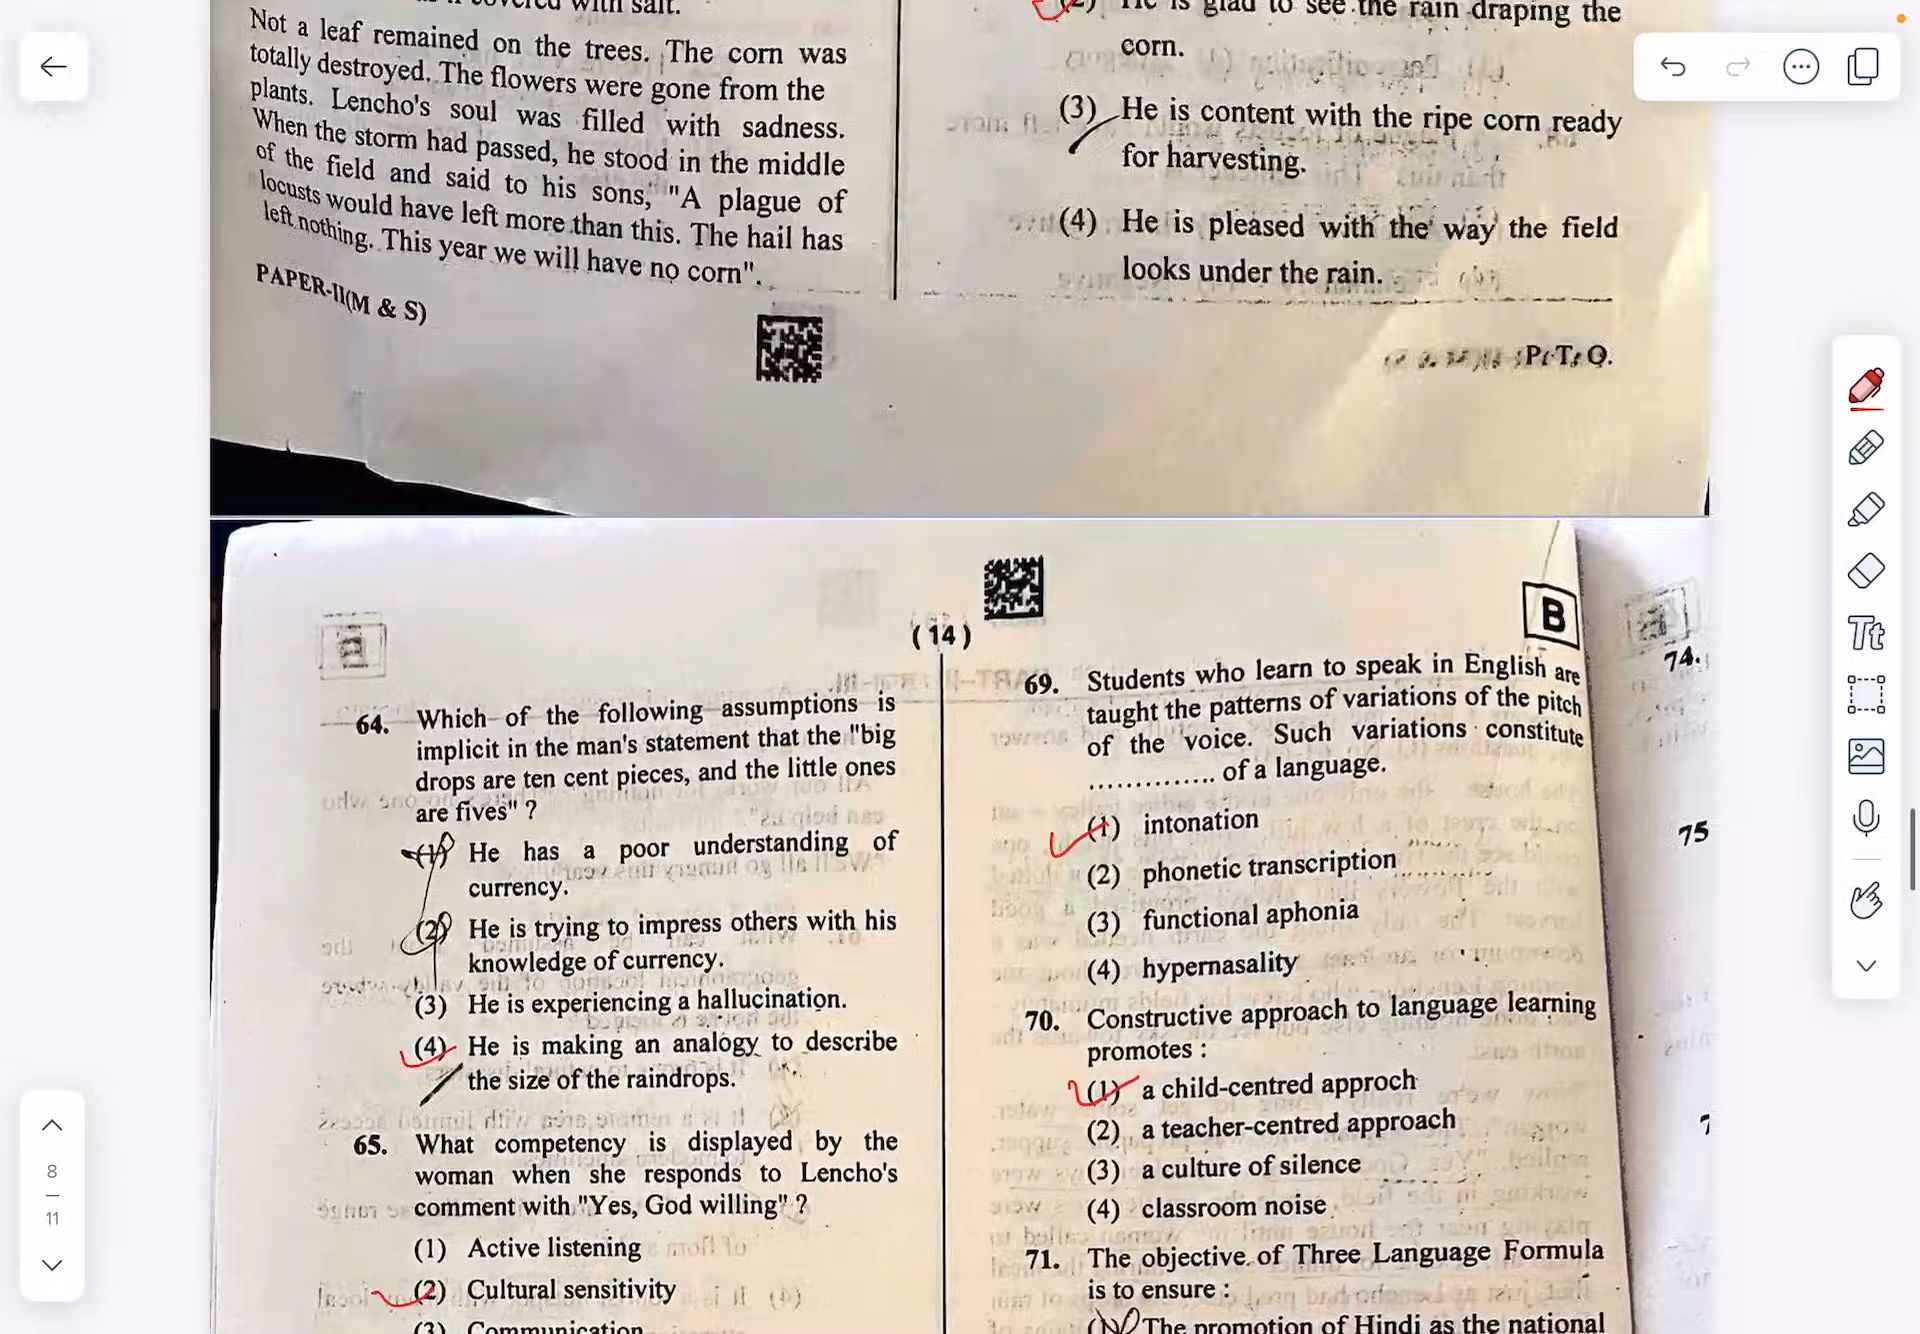 Not a leaf remained on the trees. The corn was
totally destroyed. The flowers were gone from the
plants. Lencho's soul was filled with sadness.
When the storm had passed, he stood in the middle
of the field and said to his sons, "A plague of
locusts would have left more than this. The hail has
left nothing. This year we will have no corn".
PAPER-II(M & S)
He is glad to see the rain draping the
corn.
(3) He is content with the ripe corn ready
for harvesting.
(4) He is pleased with the way the field
looks under the rain.
P.T.O.
(14)
B
64. Which of the following assumptions is
implicit in the man's statement that the "big
drops are ten cent pieces, and the little ones
are fives" ?
(1) He has a poor understanding of
currency.
(2) He is trying to impress others with his
knowledge of currency.
(3) He is experiencing a hallucination.
(4) He is making an analogy to describe
the size of the raindrops.
65. What competency is displayed by the
woman when she responds to Lencho's
comment with "Yes, God willing" ?
(1) Active listening
(2) Cultural sensitivity
(3) Communication
69. Students who learn to speak in English are
taught the patterns of variations of the pitch
of the voice. Such variations constitute
.............. of a language.
(1) intonation
(2) phonetic transcription
(3) functional aphonia
(4) hypernasality
70. Constructive approach to language learning
promotes :
(1) a child-centred approch
(2) a teacher-centred approach
(3) a culture of silence
(4) classroom noise
71. The objective of Three Language Formula
is to ensure :
The promotion of Hindi as the national
74.
75
Tt
8
11